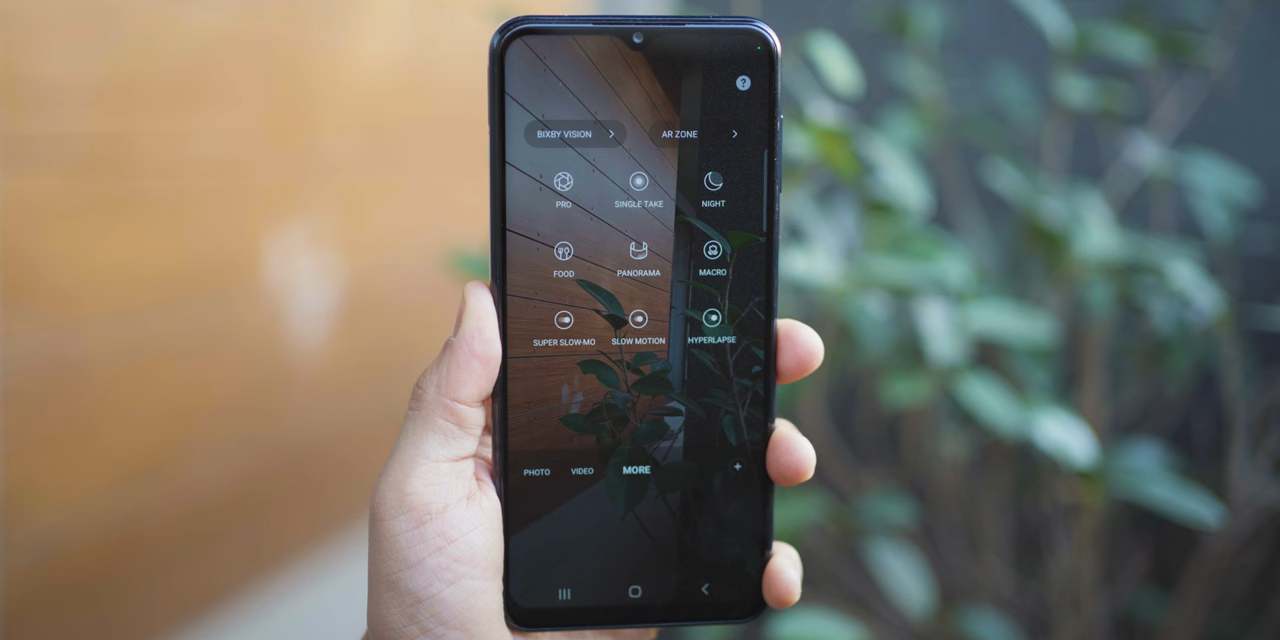 ?
BIXBY VISION
AR ZONE
PRO
SINGLE TAKE
NIGHT
FOOD
PANORAMA
MACRO
SUPER SLOW-MO
SLOW MOTION
HYPERLAPSE
PHOTO
VIDEO
MORE